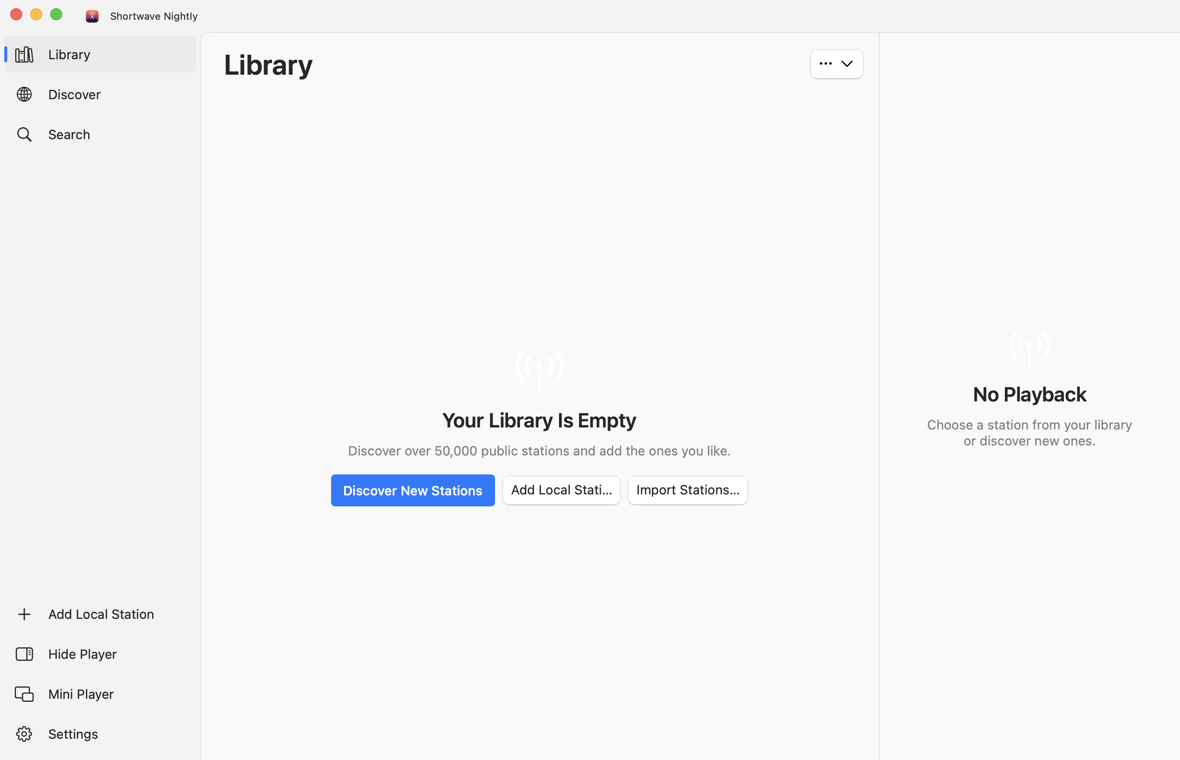 Shortwave Nightly
Library
Discover
Search
Add Local Station
Hide Player
Mini Player
Settings
Library
Your Library Is Empty
Discover over 50,000 public stations and add the ones you like.
Discover New Stations
Add Local Stati...
Import Stations...
No Playback
Choose a station from your library
or discover new ones.